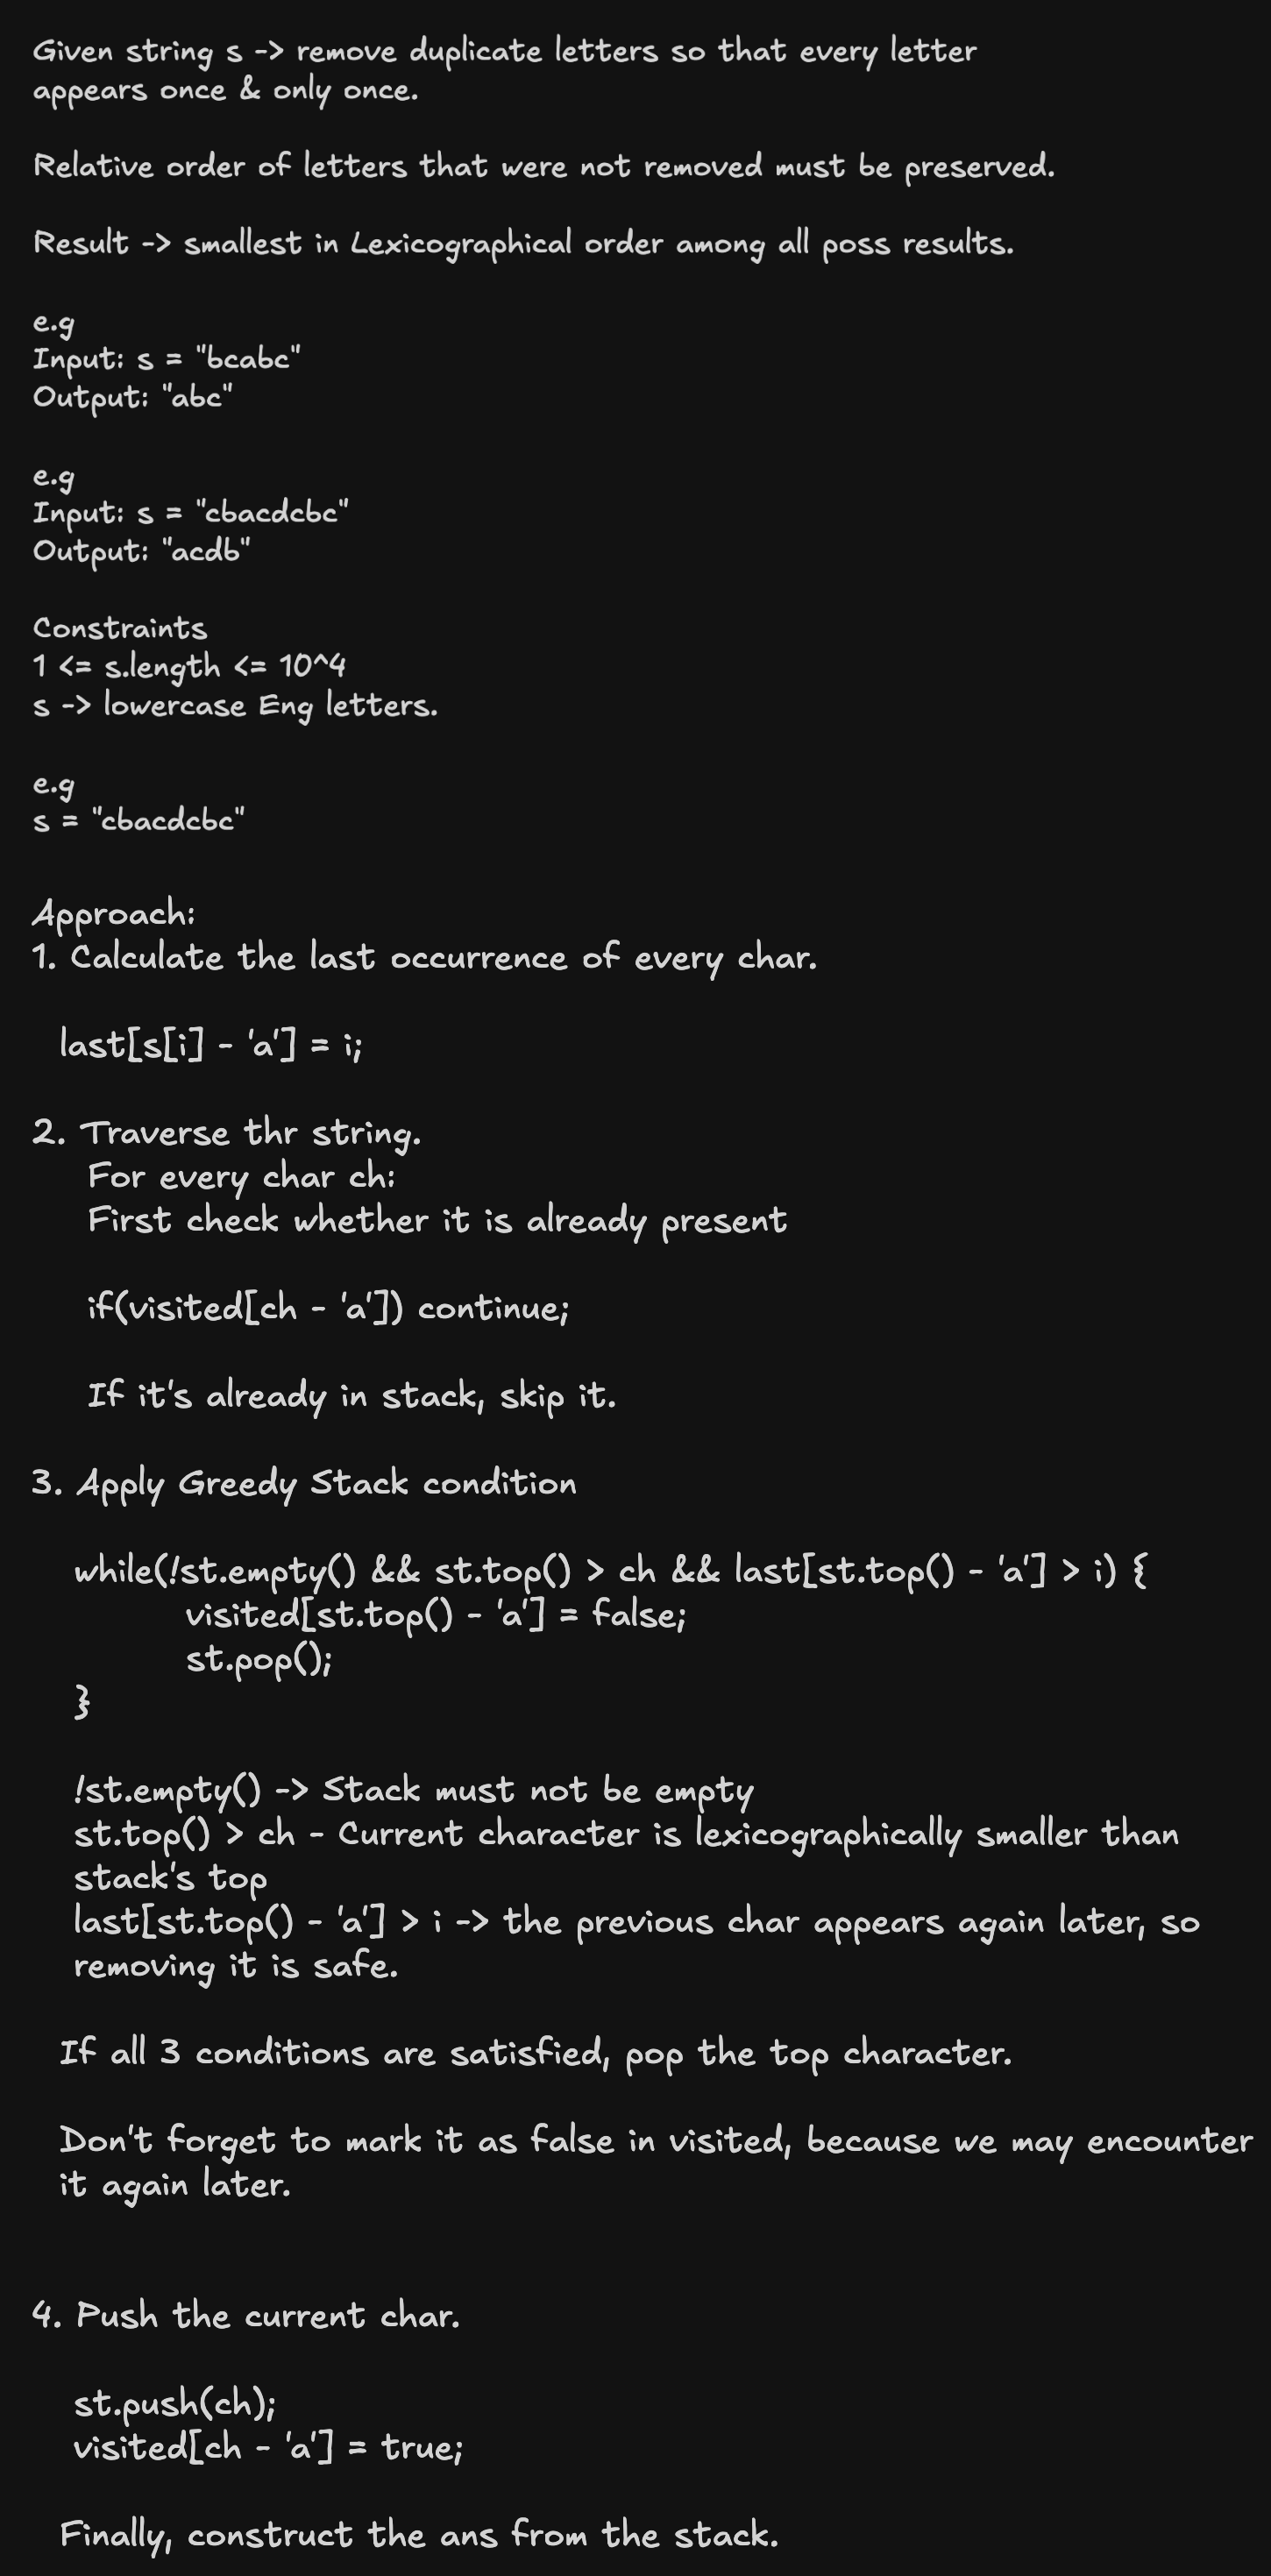 Given string s -> remove duplicate letters so that every letter
appears once & only once.
Relative order of letters that were not removed must be preserved.
Result -> smallest in Lexicographical order among all poss results.
e.g
Input: s = "bcabc"
Output: "abc"
e.g
Input: s = "cbacdcbc"
Output: "acdb"
Constraints
1 <= s.length <= 10^4
s -> lowercase Eng letters.
e.g
s = "cbacdcbc"
Approach:
1. Calculate the last occurrence of every char.
last[s[i] - 'a'] = i;
2. Traverse thr string.
For every char ch:
First check whether it is already present
if(visited[ch - 'a']) continue;
If it's already in stack, skip it.
3. Apply Greedy Stack condition
while(!st.empty() && st.top() > ch && last[st.top() - 'a'] > i) {
visited[st.top() - 'a'] = false;
st.pop();
}
!st.empty() -> Stack must not be empty
st.top() > ch - Current character is lexicographically smaller than
stack's top
last[st.top() - 'a'] > i -> the previous char appears again later, so
removing it is safe.
If all 3 conditions are satisfied, pop the top character.
Don't forget to mark it as false in visited, because we may encounter
it again later.
4. Push the current char.
st.push(ch);
visited[ch - 'a'] = true;
Finally, construct the ans from the stack.